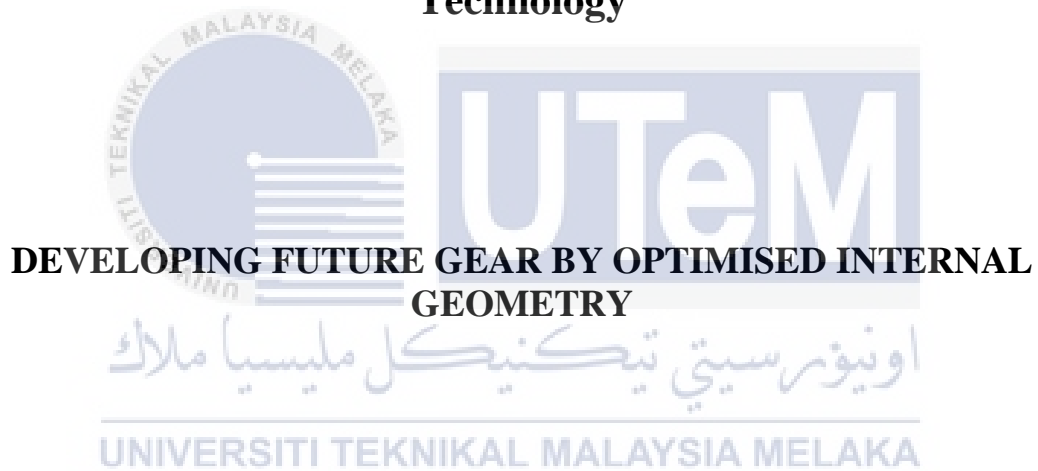 Technology
UNIVERSITI TEKNIKAL MALAYSIA MELAKA
UTeM
DEVELOPING FUTURE GEAR BY OPTIMISED INTERNAL
GEOMETRY
اونيۏرسيتي تيكنيكل مليسيا ملاك
UNIVERSITI TEKNIKAL MALAYSIA MELAKA